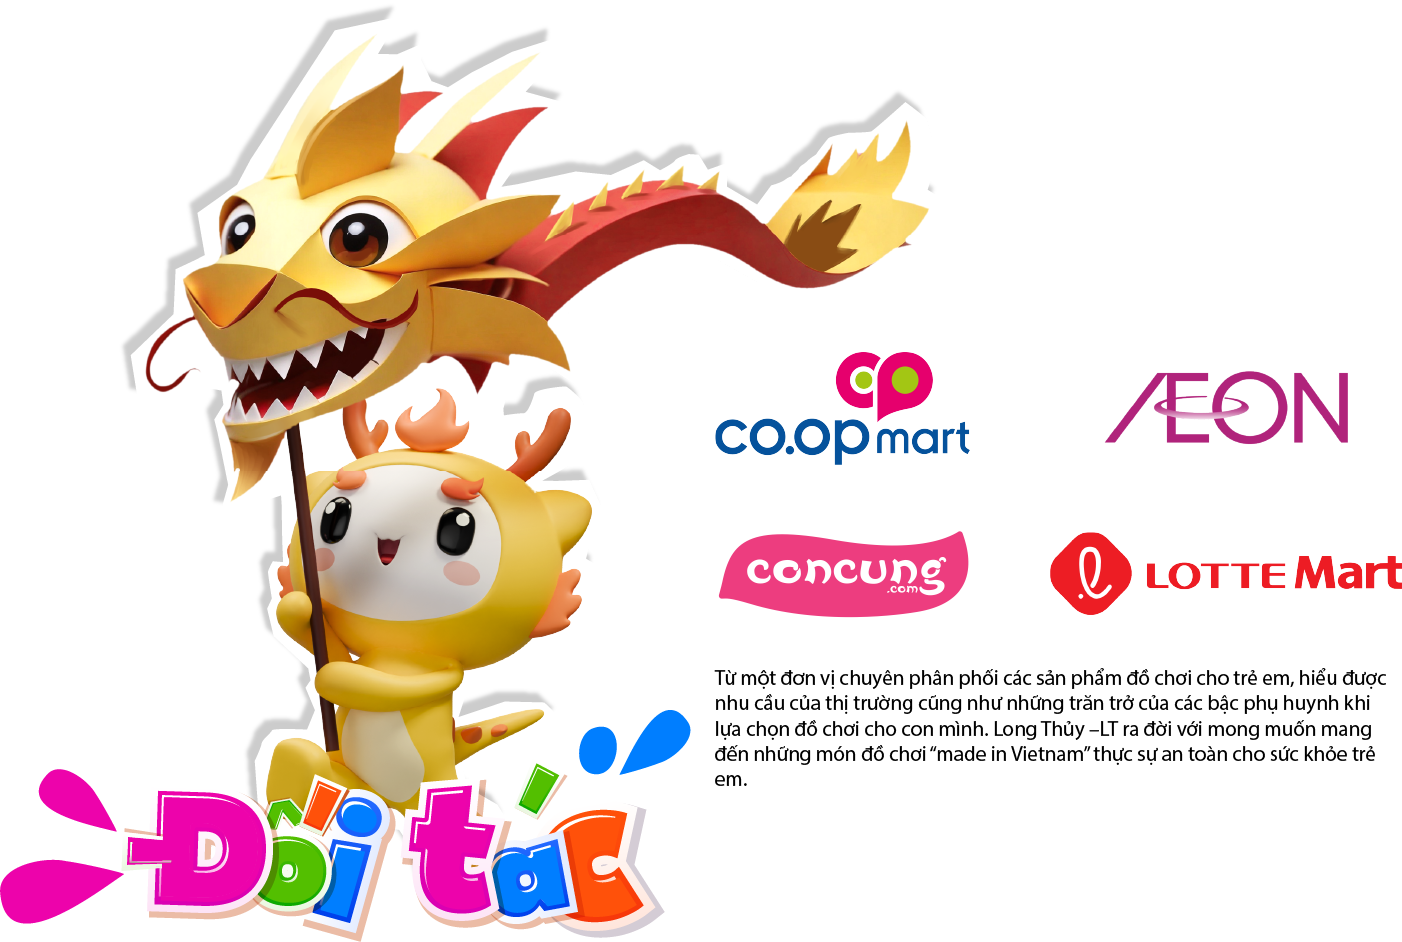 co.op mart
ÆON
concung
.com
LOTTE Mart
Từ một đơn vị chuyên phân phối các sản phẩm đồ chơi cho trẻ em, hiểu được
nhu cầu của thị trường cũng như những trăn trở của các bậc phụ huynh khi
lựa chọn đồ chơi cho con mình. Long Thủy –LT ra đời với mong muốn mang
đến những món đồ chơi “made in Vietnam” thực sự an toàn cho sức khỏe trẻ
em.
Đối tác